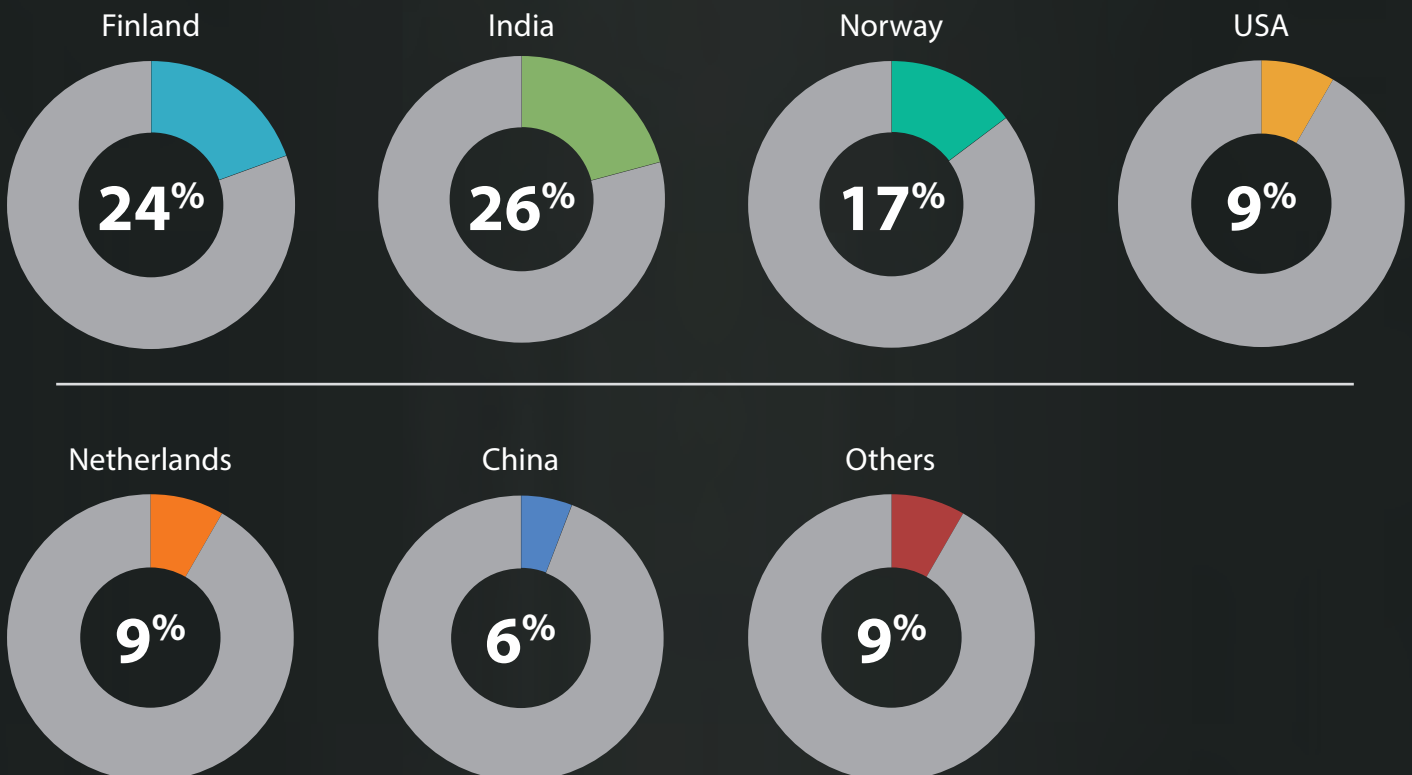 Finland
India
Norway
USA
24%
26%
17%
9%
Netherlands
China
Others
9%
6%
9%